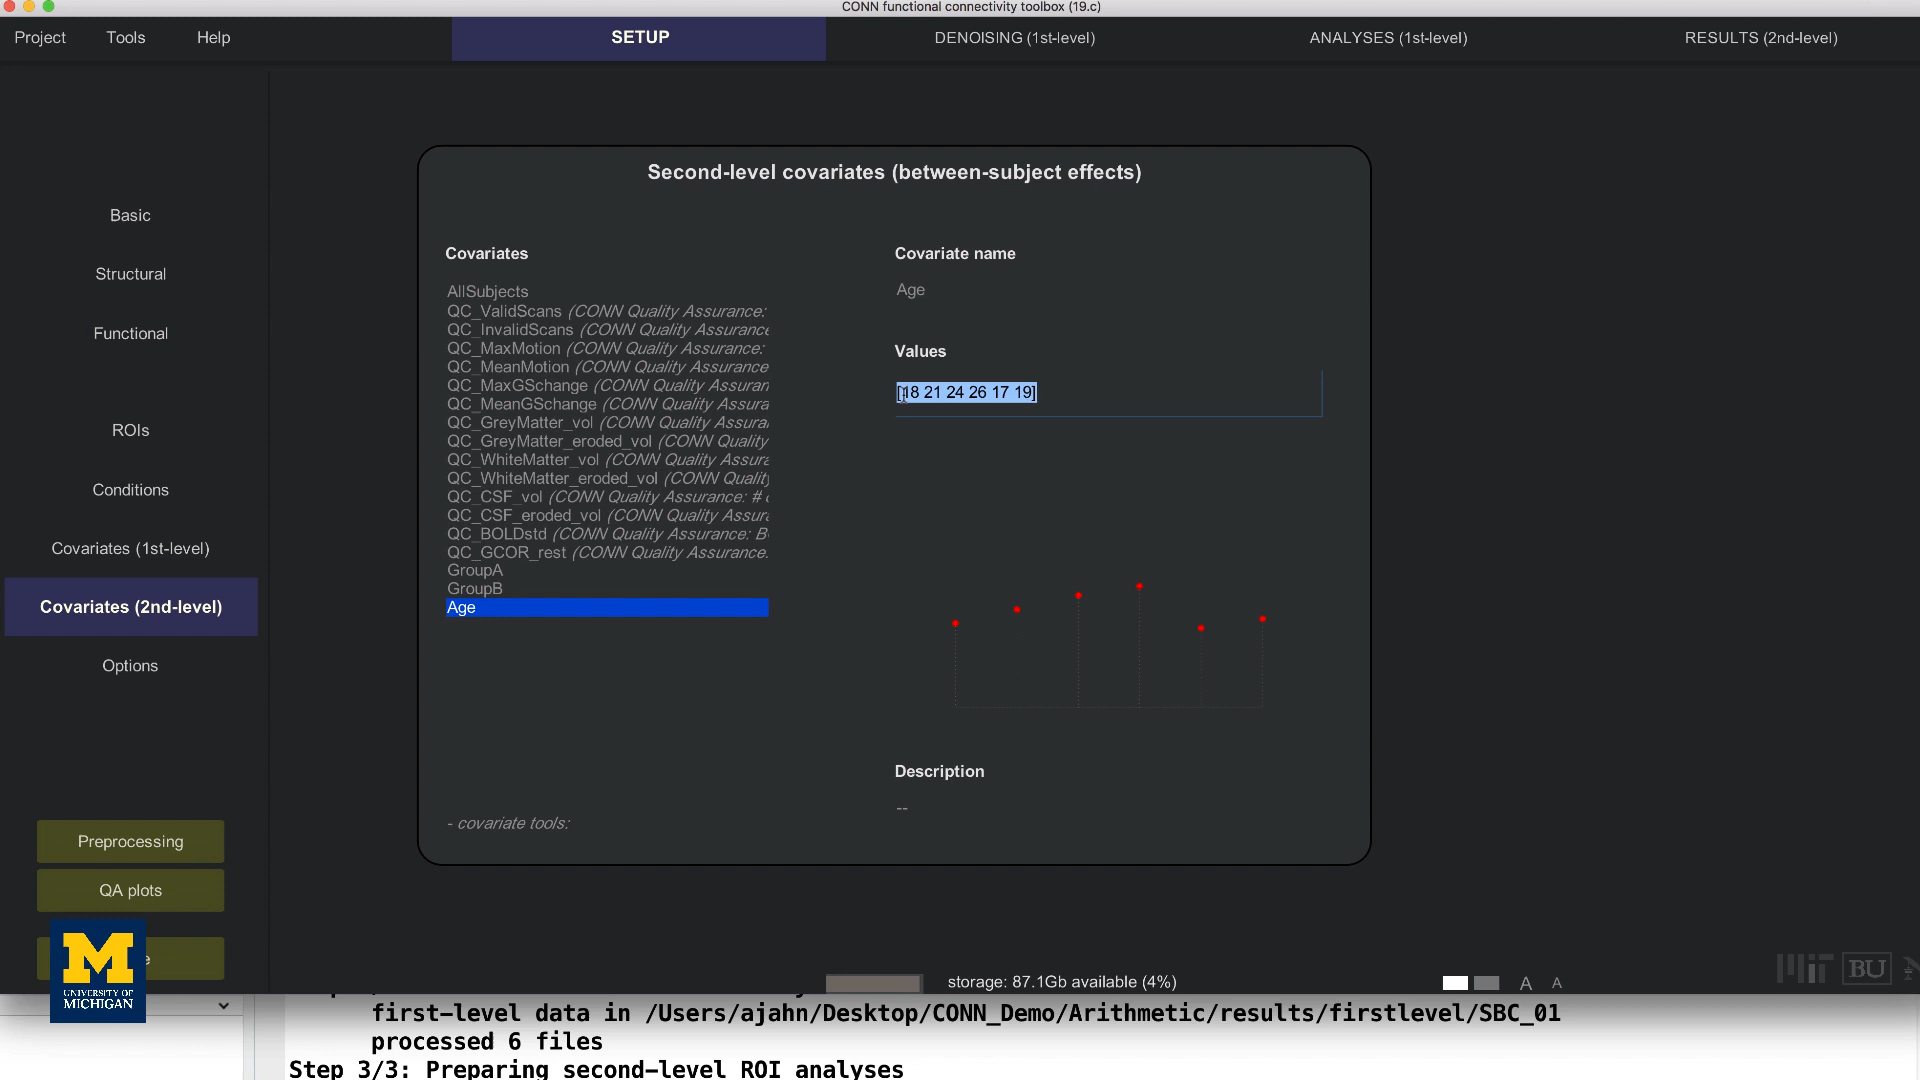 CONN functional connectivity toolbox (19.c)
Project Tools Help SETUP DENOISING (1st-level) ANALYSES (1st-level) RESULTS (2nd-level)
Second-level covariates (between-subject effects)
Basic
Structural
Functional
ROIs
Conditions
Covariates (1st-level)
Covariates (2nd-level)
Options
Preprocessing
QA plots
Covariates
AllSubjects
QC_ValidScans (CONN Quality Assurance:
QC_InvalidScans (CONN Quality Assurance
QC_MaxMotion (CONN Quality Assurance:
QC_MeanMotion (CONN Quality Assurance
QC_MaxGSchange (CONN Quality Assuran
QC_MeanGSchange (CONN Quality Assura
QC_GreyMatter_vol (CONN Quality Assura
QC_GreyMatter_eroded_vol (CONN Quality
QC_WhiteMatter_vol (CONN Quality Assura
QC_WhiteMatter_eroded_vol (CONN Quality
QC_CSF_vol (CONN Quality Assurance: #
QC_CSF_eroded_vol (CONN Quality Assura
QC_BOLDstd (CONN Quality Assurance: B
QC_GCOR_rest (CONN Quality Assurance.
GroupA
GroupB
Age
- covariate tools:
Covariate name
Age
Values
[18 21 24 26 17 19]
Description
--
M
UNIVERSITY OF
MICHIGAN
storage: 87.1Gb available (4%)
A A
MIT BU
first-level data in /Users/ajahn/Desktop/CONN_Demo/Arithmetic/results/firstlevel/SBC_01
processed 6 files
Step 3/3: Preparing second-level ROI analyses